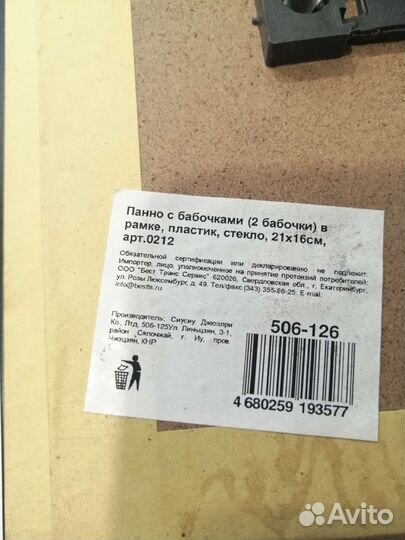 Панно с бабочками (2 бабочки) в
рамке, пластик, стекло, 21х16см,
арт.0212
Обязательной сертификации или декларированию не подлежит.
Импортер, лицо, уполномоченное на принятие претензий потребителей:
ООО "Бест Транс Сервис" 620026, Свердловская обл., г. Екатеринбург,
ул. Розы Люксембург, д. 49. Тел/факс (343) 355-86-25. E-mail:
info@bestts.ru
Производитель: Сиусиу Джюэлри
Ко., Лтд, 506-125Ул. Линьцзян, 3-1,
район Сялочжай, г. Иу, пров.
Чжэцзян, КНР
506-126
4 680259 193577
Avito